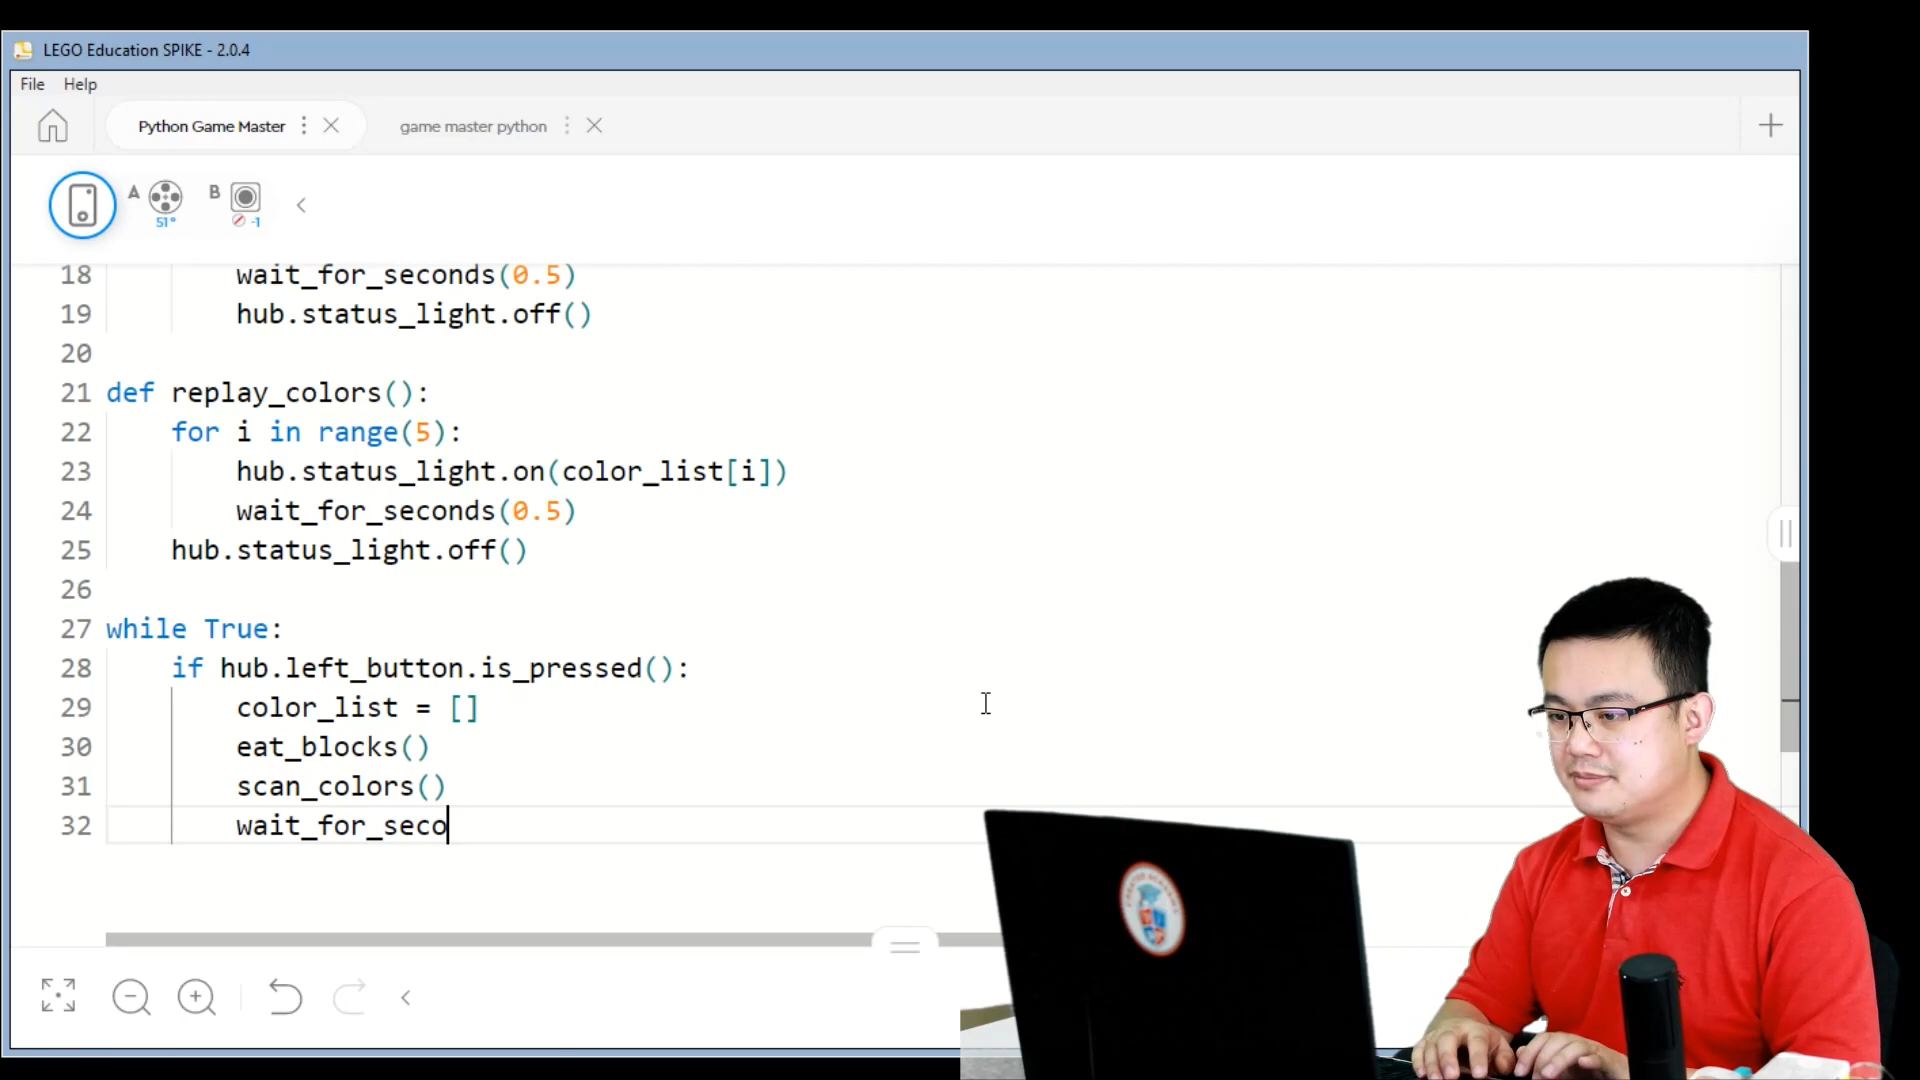 LEGO Education SPIKE - 2.0.4
File Help
Python Game Master game master python
A 51° B -1
18 wait_for_seconds(0.5)
19 hub.status_light.off()
20
21 def replay_colors():
22 for i in range(5):
23 hub.status_light.on(color_list[i])
24 wait_for_seconds(0.5)
25 hub.status_light.off()
26
27 while True:
28 if hub.left_button.is_pressed():
29 color_list = []
30 eat_blocks()
31 scan_colors()
32 wait_for_seco